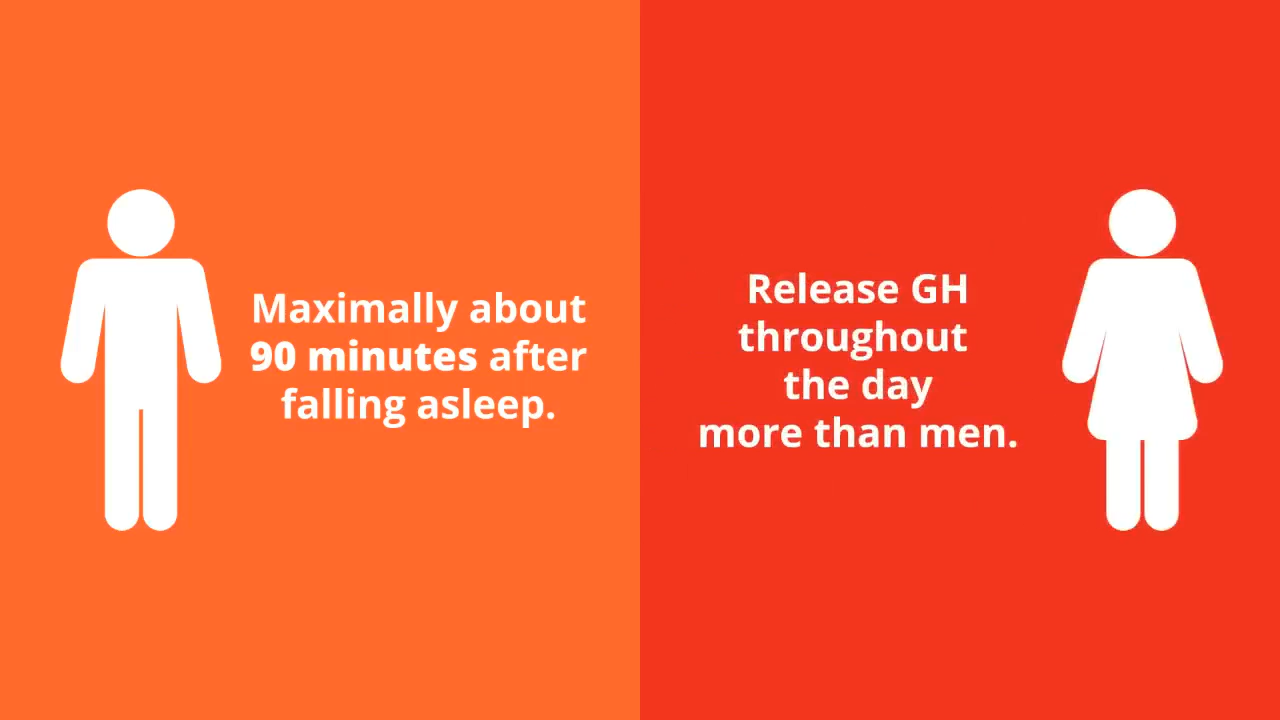 Maximally about
90 minutes after
falling asleep.
Release GH
throughout
the day
more than men.